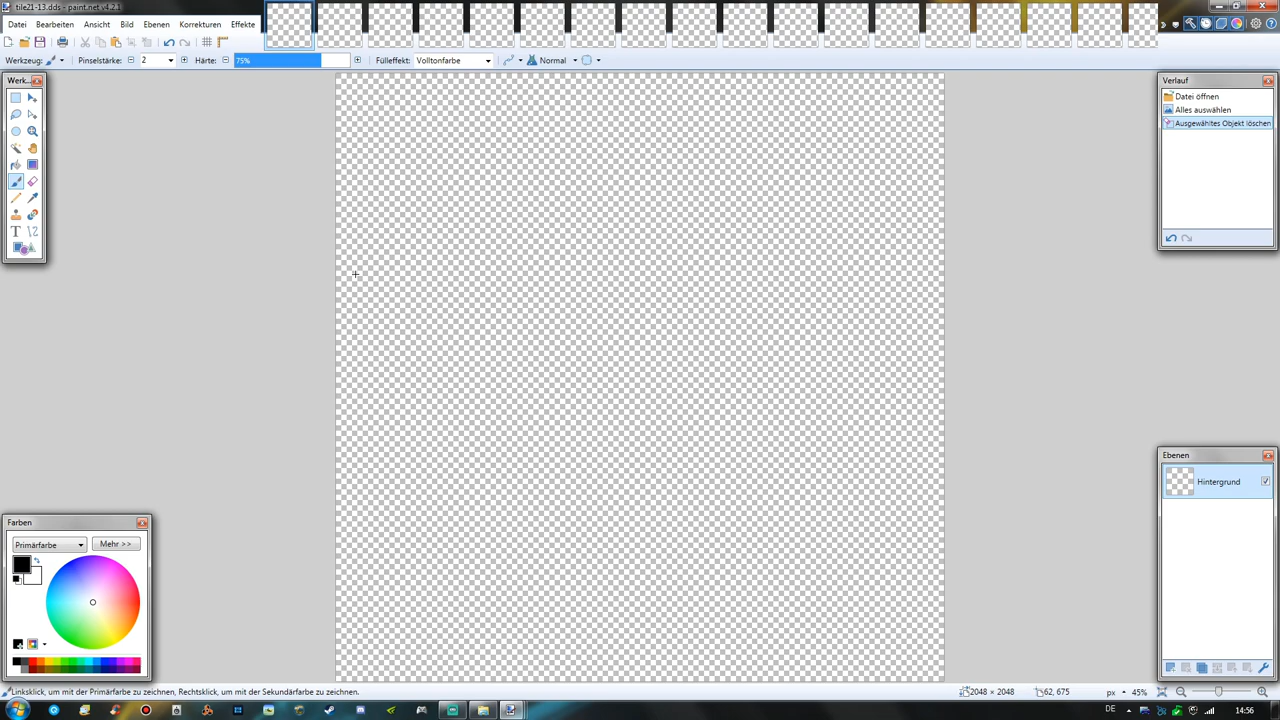 tile21-13.dds - paint.net v4.2.1
Datei Bearbeiten Ansicht Bild Ebenen Korrekturen Effekte
Werkzeug: Pinselstärke: 2 Härte: 75% Fülleffekt: Volltonfarbe Normal
Werk...
Verlauf
Datei öffnen
Alles auswählen
Ausgewähltes Objekt löschen
Ebenen
Hintergrund
Farben
Primärfarbe Mehr >>
Linksklick, um mit der Primärfarbe zu zeichnen, Rechtsklick, um mit der Sekundärfarbe zu zeichnen.
2048 × 2048 62, 675 px 45%
DE 14:56